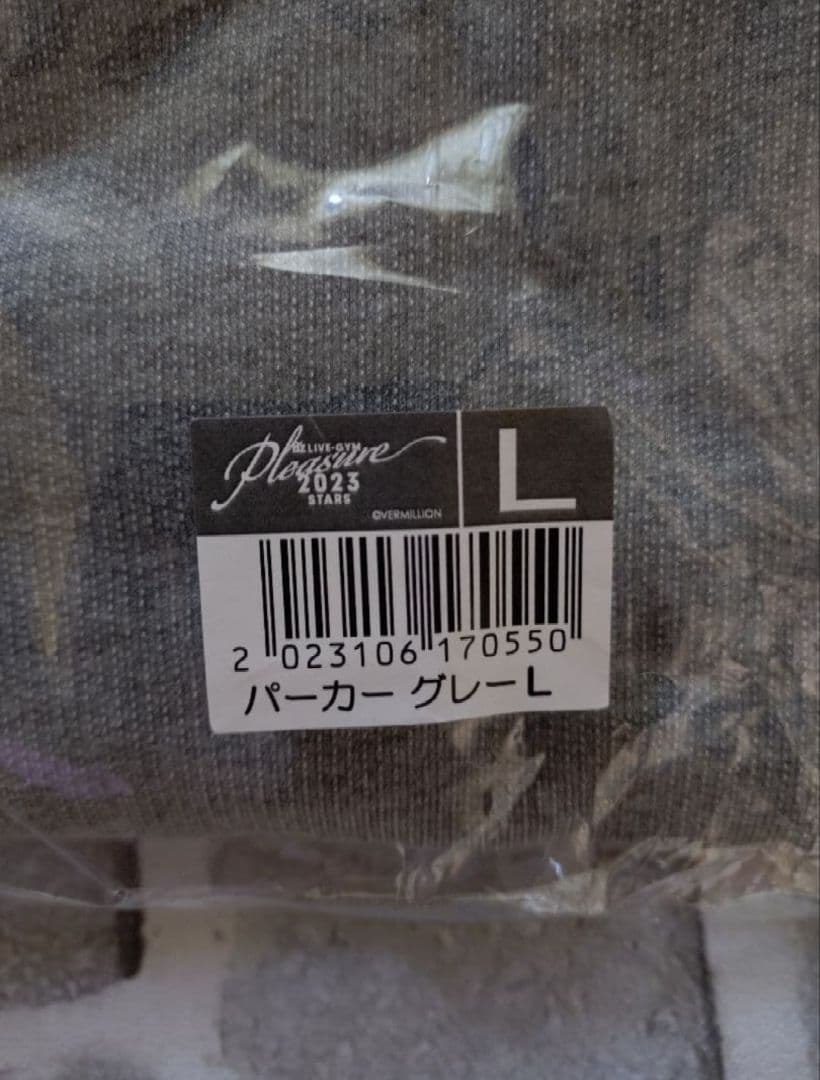 B'z LIVE-GYM
Pleasure
2023
STARS
©VERMILLION
L
2 023106 170550
パーカー グレーL